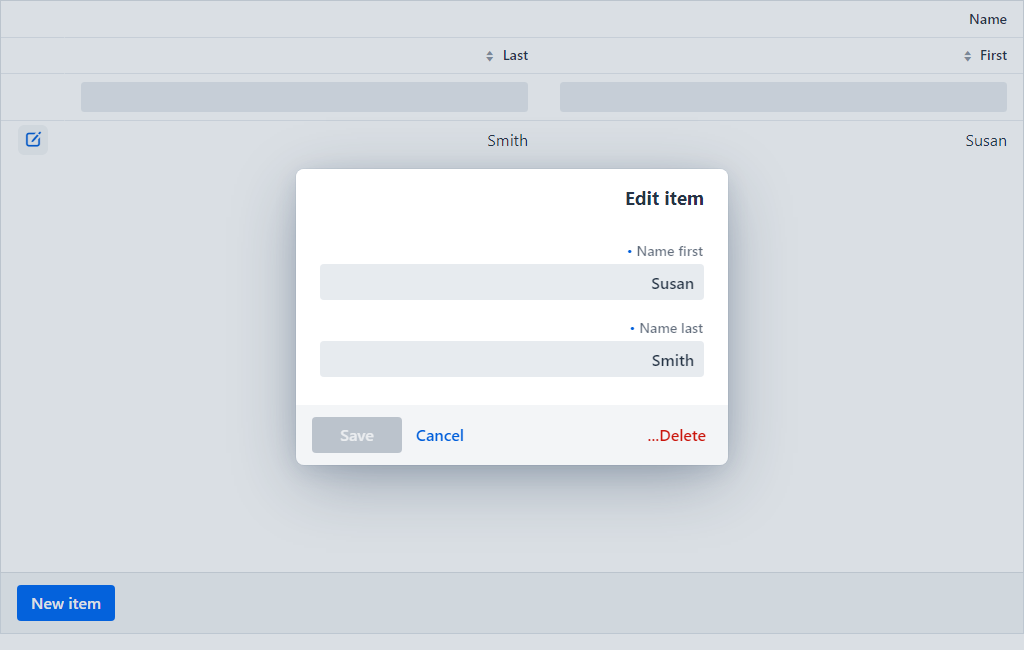 Name
First
Last
Susan
Smith
Edit item
• Name first
Susan
• Name last
Smith
Save
Cancel
...Delete
New item